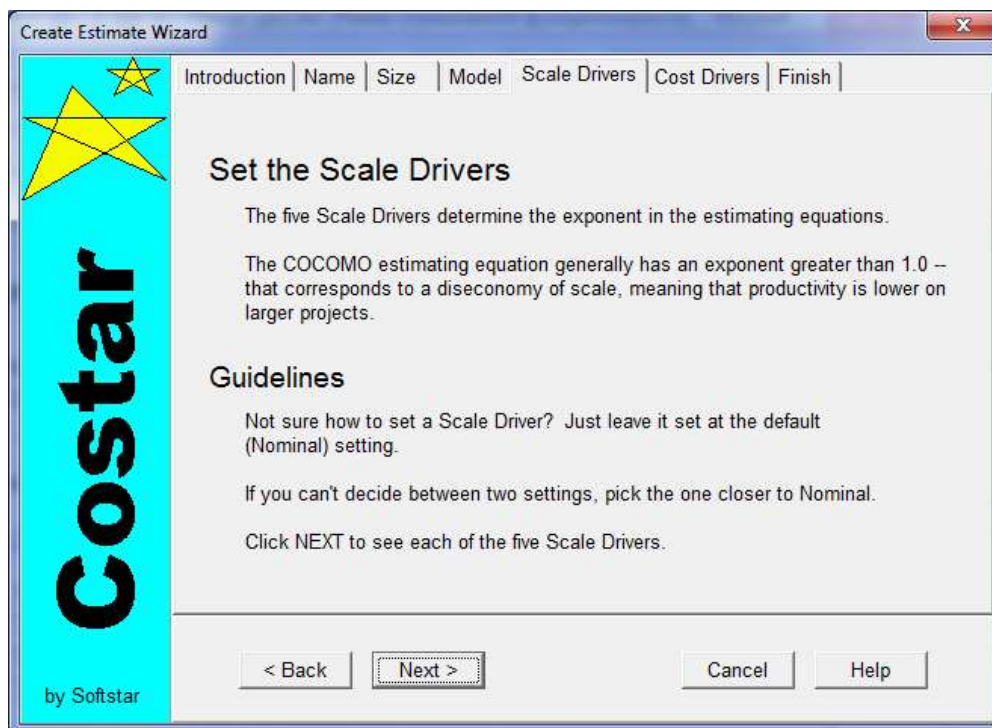 Create Estimate Wizard
Introduction Name Size Model Scale Drivers Cost Drivers Finish
Set the Scale Drivers
The five Scale Drivers determine the exponent in the estimating equations.
The COCOMO estimating equation generally has an exponent greater than 1.0 --
that corresponds to a diseconomy of scale, meaning that productivity is lower on
larger projects.
Guidelines
Not sure how to set a Scale Driver? Just leave it set at the default
(Nominal) setting.
If you can't decide between two settings, pick the one closer to Nominal.
Click NEXT to see each of the five Scale Drivers.
Costar
by Softstar
< Back Next > Cancel Help